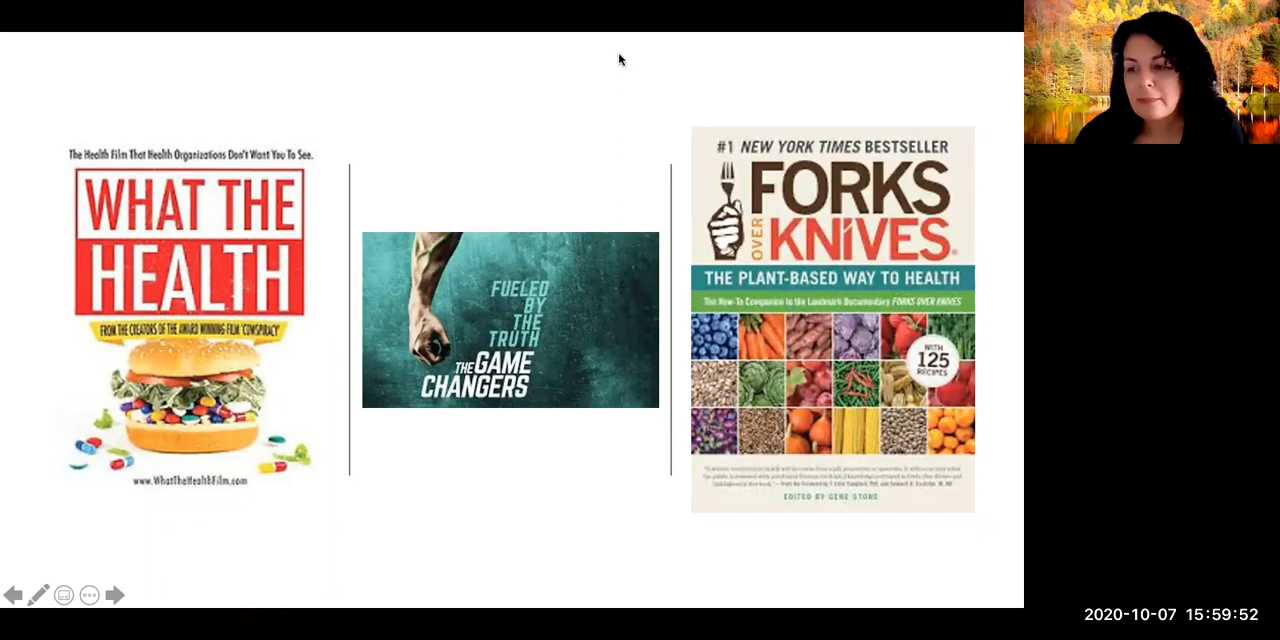 The Health Film That Health Organizations Don't Want You To See.
WHAT THE
HEALTH
FROM THE CREATORS OF THE AWARD WINNING FILM 'CONSPIRACY'
www.WhatTheHealthFilm.com
FUELED
BY
THE
TRUTH
THE GAME
CHANGERS
#1 NEW YORK TIMES BESTSELLER
FORKS
OVER
KNIVES®
THE PLANT-BASED WAY TO HEALTH
The How-To Companion to the Landmark Documentary FORKS OVER KNIVES
WITH
125
RECIPES
EDITED BY GENE STONE
2020-10-07 15:59:52